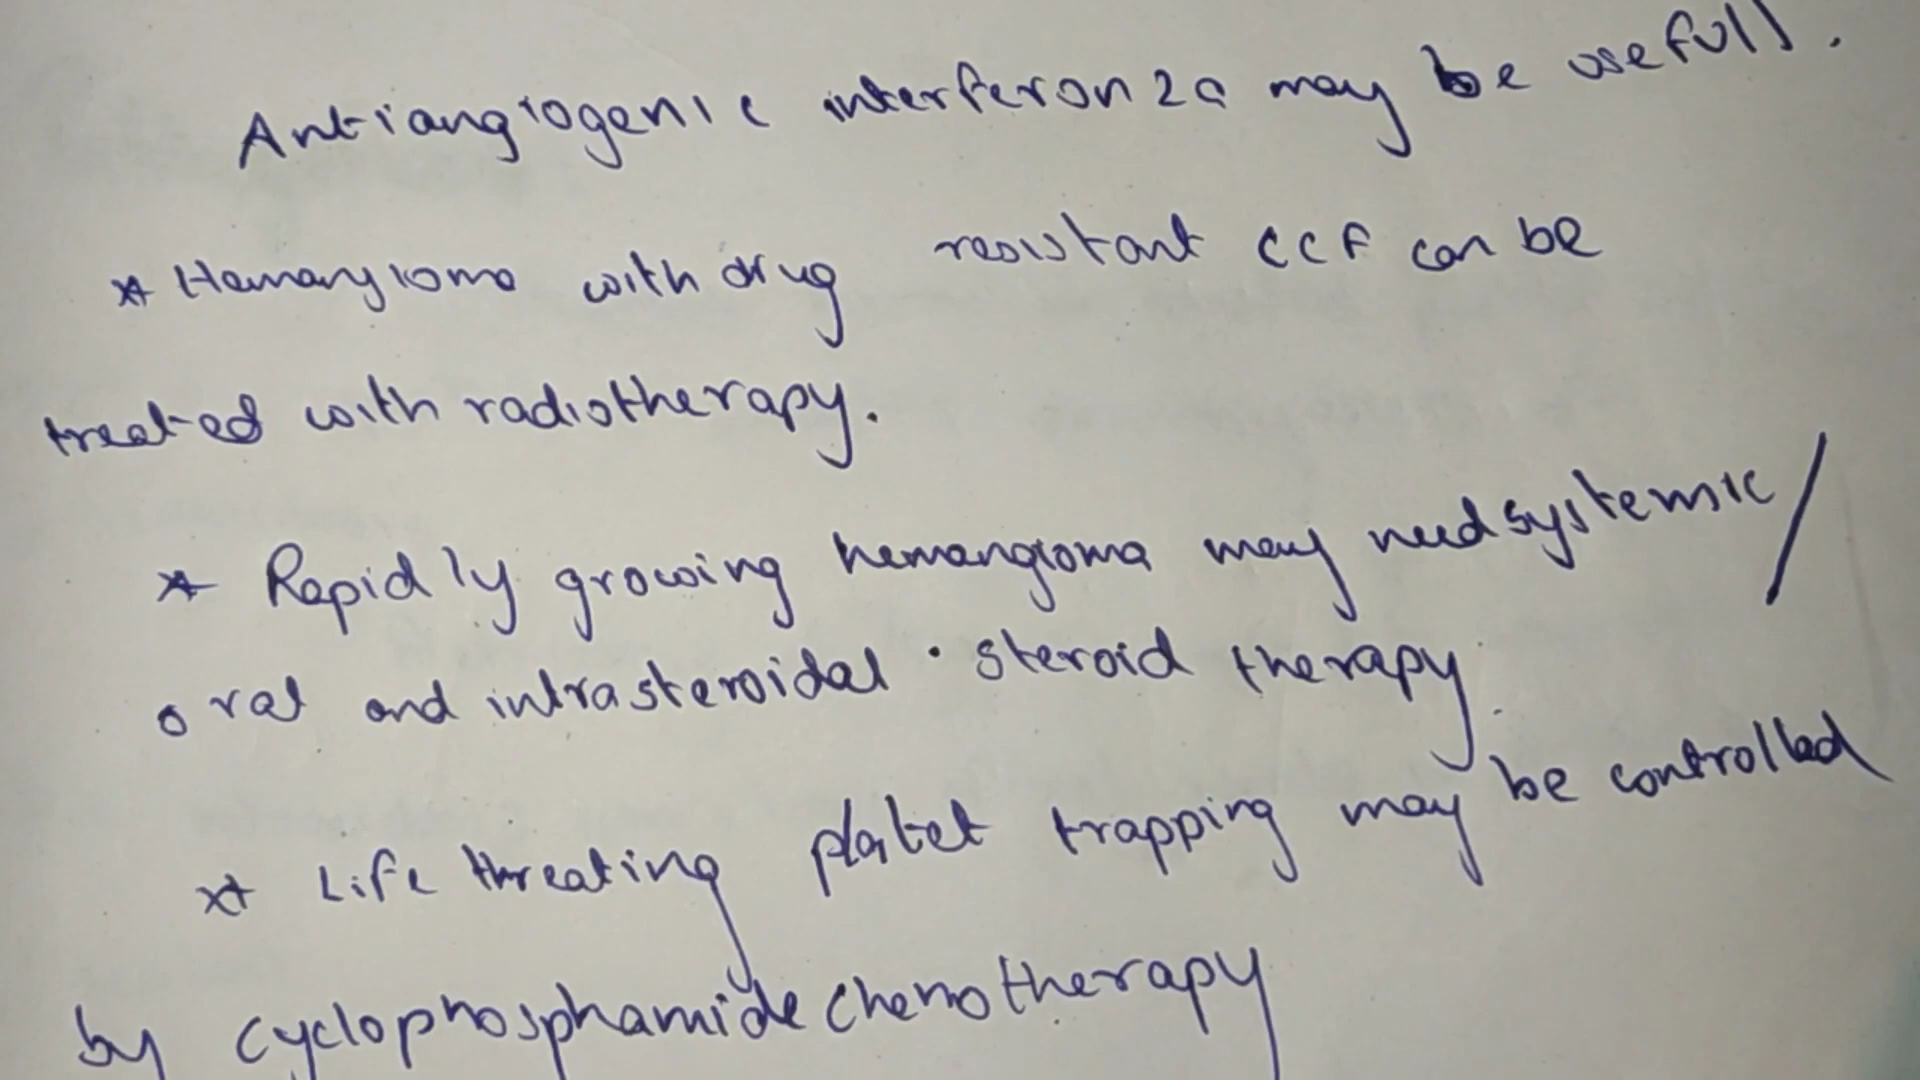 Antiangiogenic interferon 2a may be usefull.
* Hemangioma with drug resistant CCF can be
treated with radiotherapy.
* Rapidly growing hemangioma may need systemic/
oral and intrasteroidal. steroid therapy.
* Life threating platet trapping may be controlled
by cyclophosphamide chemotherapy